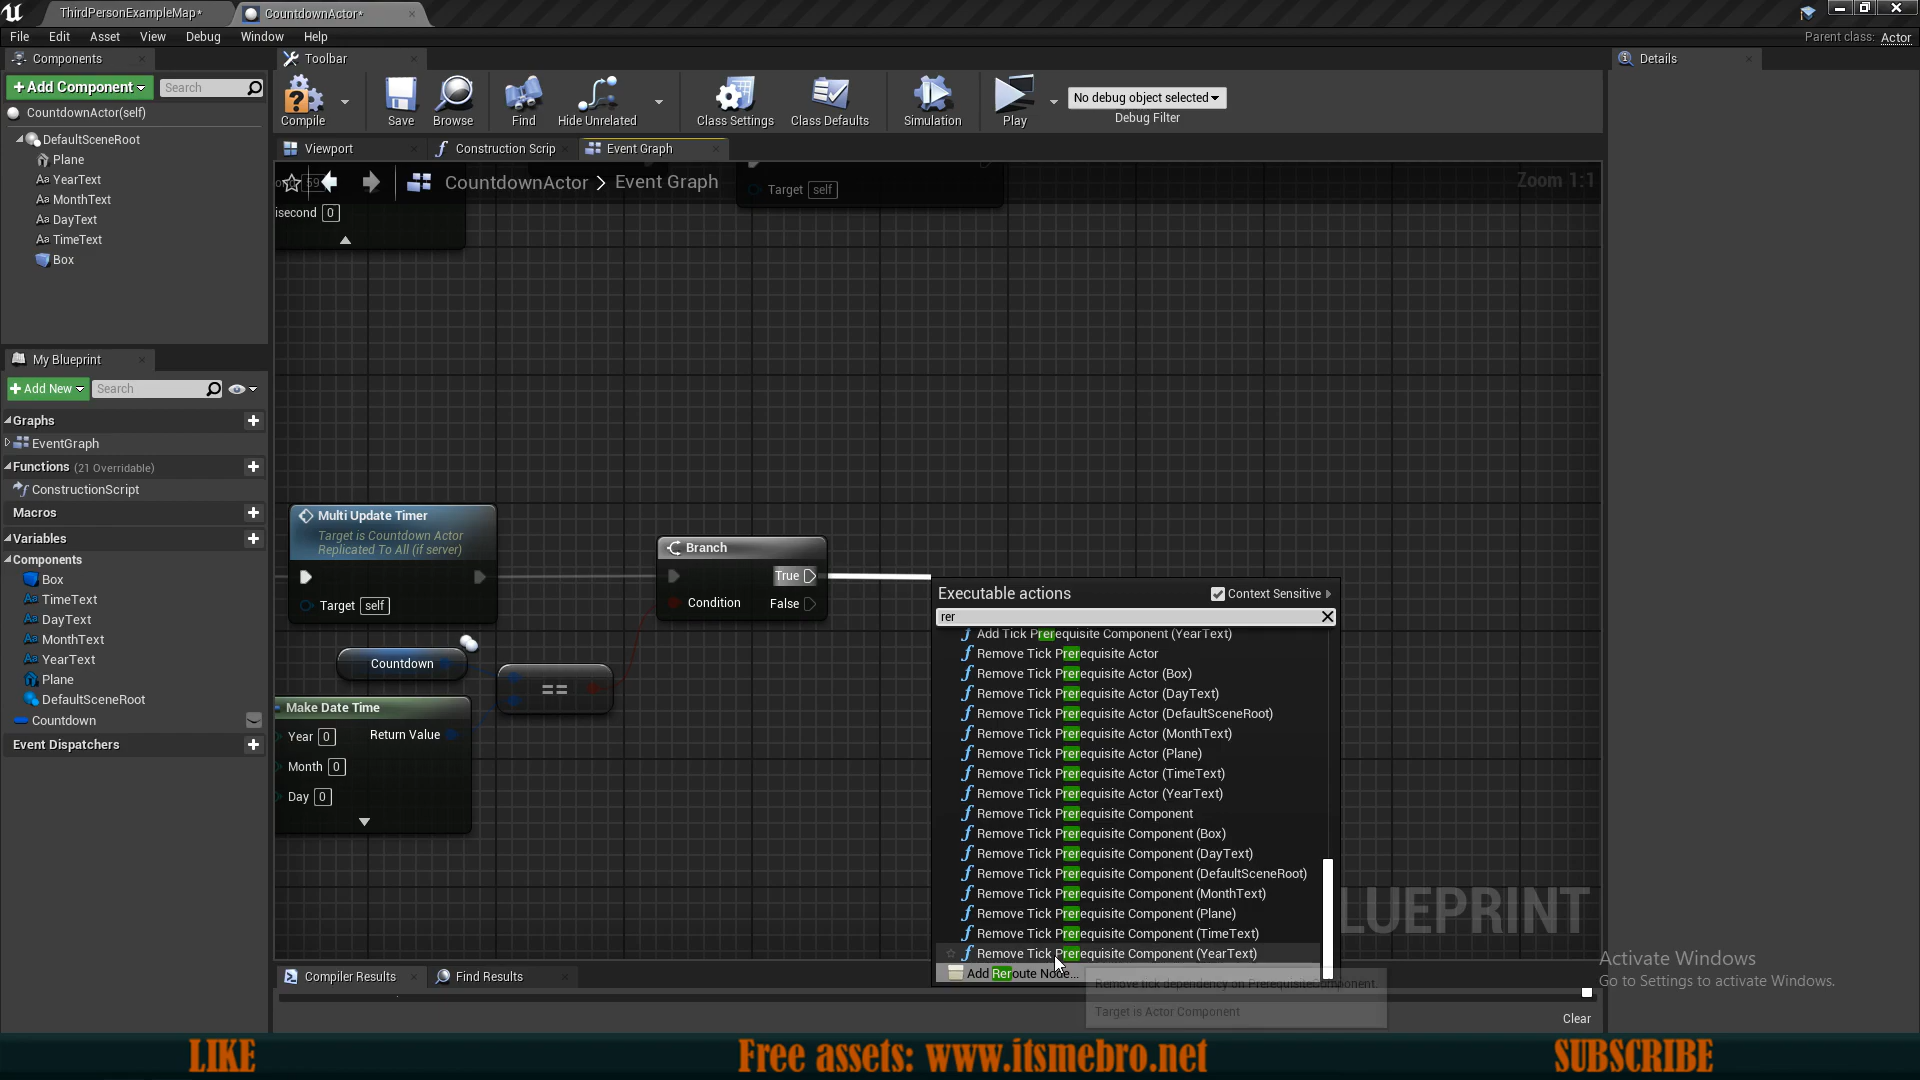 ThirdPersonExampleMap*
CountdownActor*
File Edit Asset View Debug Window Help
Parent class: Actor
Components
Toolbar
Details
+Add Component
Search
CountdownActor(self)
DefaultSceneRoot
Plane
YearText
MonthText
DayText
TimeText
Box
Compile
Save
Browse
Find
Hide Unrelated
Class Settings
Class Defaults
Simulation
Play
No debug object selected
Debug Filter
Viewport
Construction Scrip
Event Graph
CountdownActor > Event Graph
Zoom 1:1
59
isecond 0
Target self
My Blueprint
+Add New
Search
Graphs
EventGraph
Functions (21 Overridable)
ConstructionScript
Macros
Variables
Components
Box
TimeText
DayText
MonthText
YearText
Plane
DefaultSceneRoot
Countdown
Event Dispatchers
Multi Update Timer
Target is Countdown Actor
Replicated To All (if server)
Target self
Branch
True
Condition
False
Countdown
==
Make Date Time
Year 0
Return Value
Month 0
Day 0
Executable actions
Context Sensitive
rer
Add Tick Prerequisite Component (YearText)
Remove Tick Prerequisite Actor
Remove Tick Prerequisite Actor (Box)
Remove Tick Prerequisite Actor (DayText)
Remove Tick Prerequisite Actor (DefaultSceneRoot)
Remove Tick Prerequisite Actor (MonthText)
Remove Tick Prerequisite Actor (Plane)
Remove Tick Prerequisite Actor (TimeText)
Remove Tick Prerequisite Actor (YearText)
Remove Tick Prerequisite Component
Remove Tick Prerequisite Component (Box)
Remove Tick Prerequisite Component (DayText)
Remove Tick Prerequisite Component (DefaultSceneRoot)
Remove Tick Prerequisite Component (MonthText)
Remove Tick Prerequisite Component (Plane)
Remove Tick Prerequisite Component (TimeText)
Remove Tick Prerequisite Component (YearText)
Add Reroute Node...
Remove tick dependency on PrerequisiteComponent.
Target is Actor Component
LUEPRINT
Activate Windows
Go to Settings to activate Windows.
Compiler Results
Find Results
Clear
LIKE
Free assets: www.itsmebro.net
SUBSCRIBE